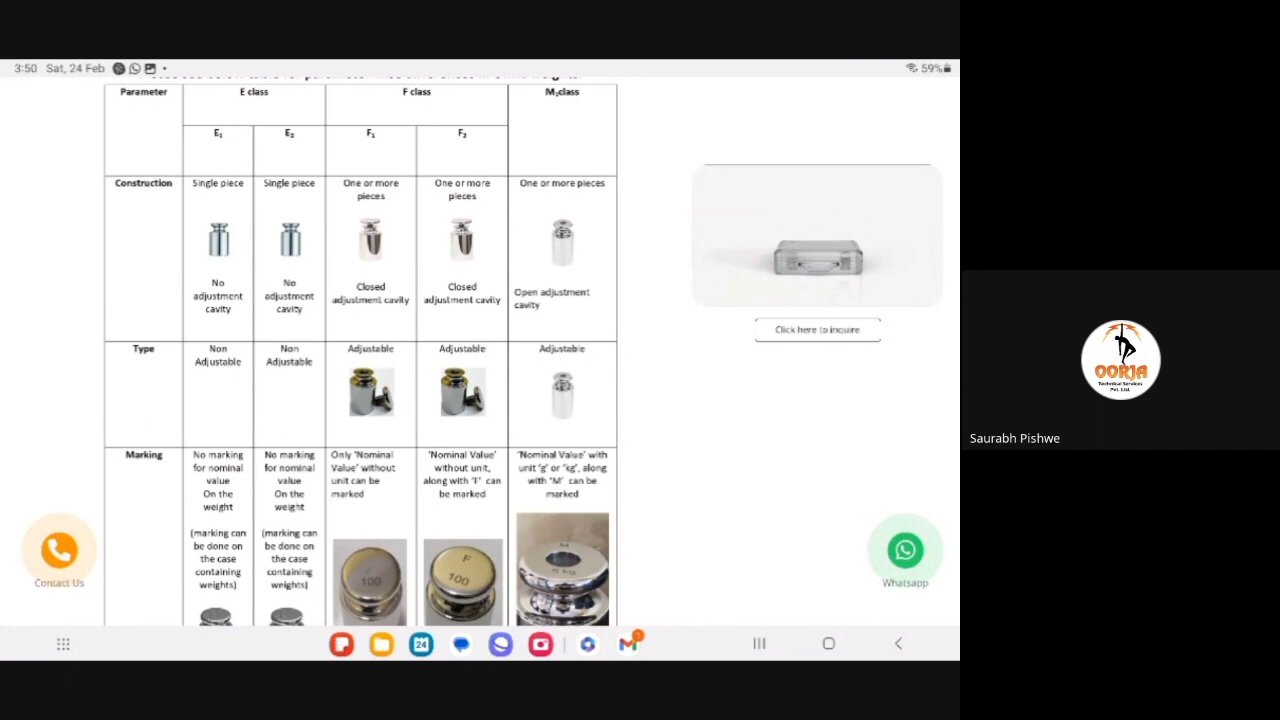 3:50 Sat, 24 Feb
59%
Parameter
E class
F class
M₁class
E₁
E₂
F₁
F₂
Construction
Single piece
Single piece
One or more
pieces
One or more
pieces
One or more pieces
No
adjustment
cavity
No
adjustment
cavity
Closed
adjustment cavity
Closed
adjustment cavity
Open adjustment
cavity
Type
Non
Adjustable
Non
Adjustable
Adjustable
Adjustable
Adjustable
Marking
No marking
for nominal
value
On the
weight
(marking can
be done on
the case
containing
weights)
No marking
for nominal
value
On the
weight
(marking can
be done on
the case
containing
weights)
Only 'Nominal
Value' without
unit can be
marked
100
'Nominal Value'
without unit,
along with 'F' can
be marked
F
100
'Nominal Value' with
unit 'g' or 'kg', along
with 'M' can be
marked
M
Click here to inquire
Contact Us
Whatsapp
24
1
OORJA
Technical Services
Pvt. Ltd.
Saurabh Pishwe